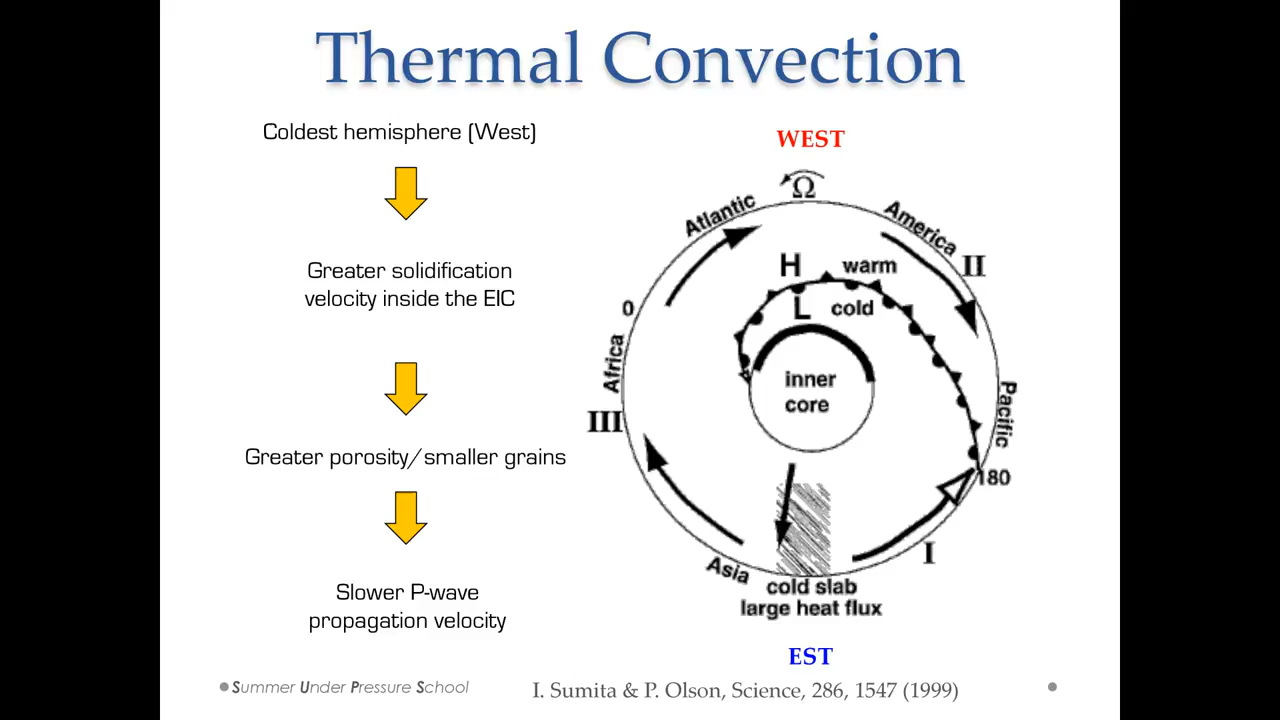 Thermal Convection
Coldest hemisphere (West)
Greater solidification
velocity inside the EIC
Greater porosity/smaller grains
Slower P-wave
propagation velocity
WEST
Ω
Atlantic
America
II
H
warm
L
cold
0
Africa
inner
core
Pacific
III
180
I
Asia
cold slab
large heat flux
EST
Summer Under Pressure School
I. Sumita & P. Olson, Science, 286, 1547 (1999)